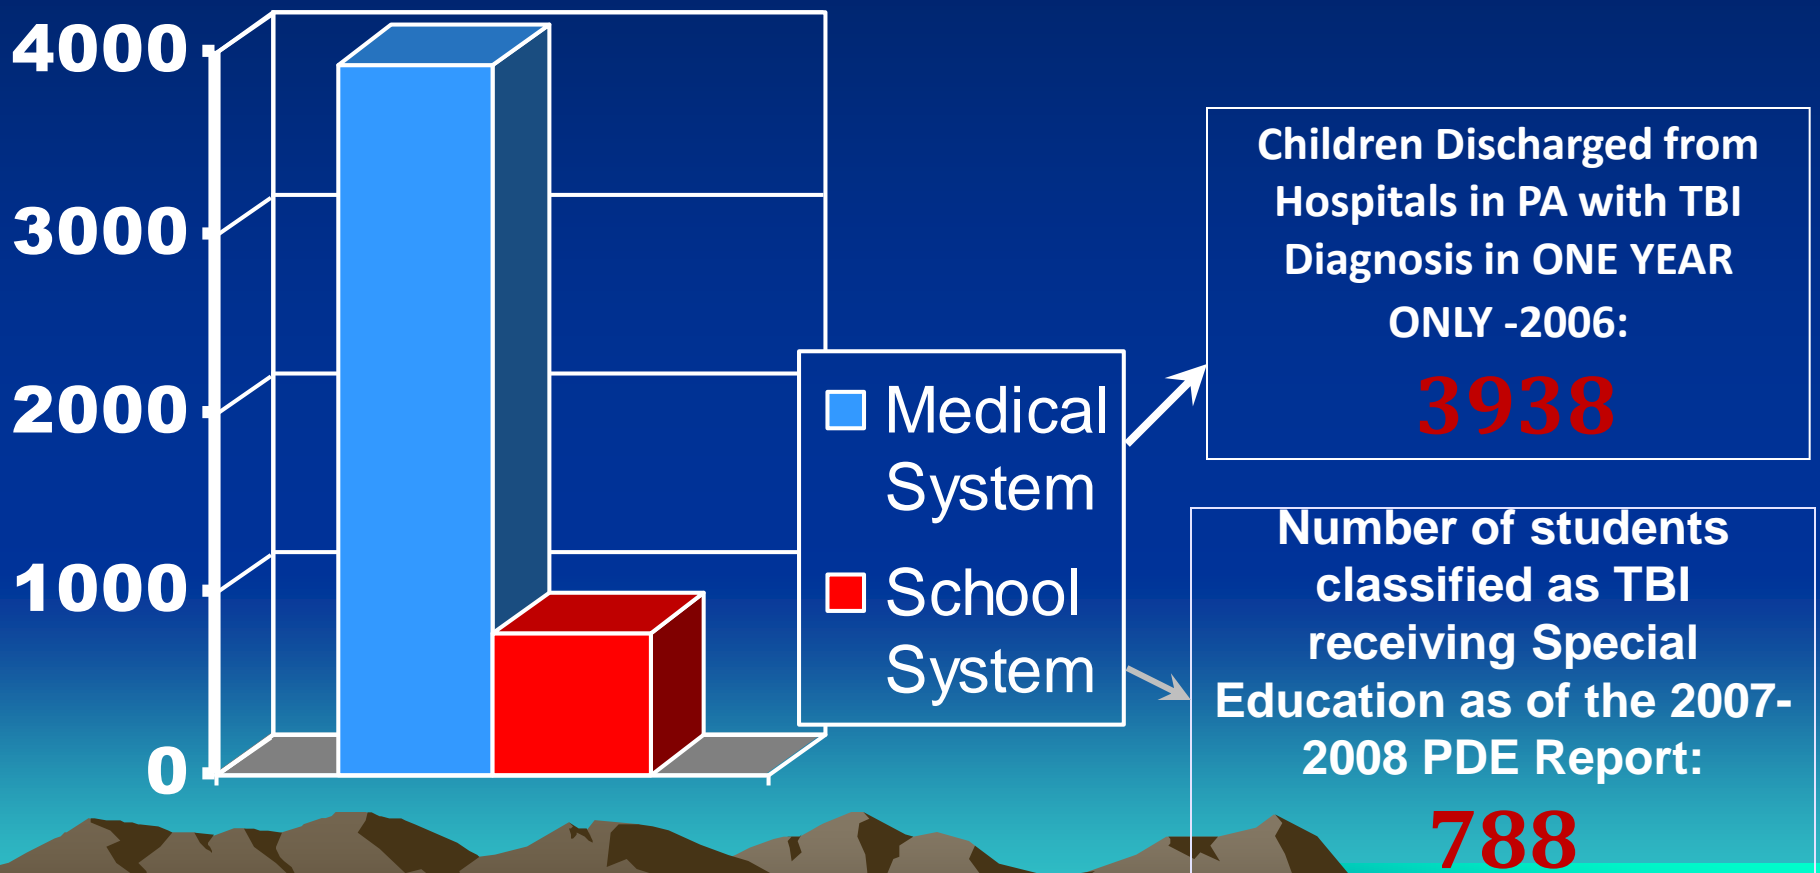 4000
3000
2000
1000
0
Medical
System
School
System
Children Discharged from
Hospitals in PA with TBI
Diagnosis in ONE YEAR
ONLY -2006:
3938
Number of students
classified as TBI
receiving Special
Education as of the 2007-
2008 PDE Report:
788